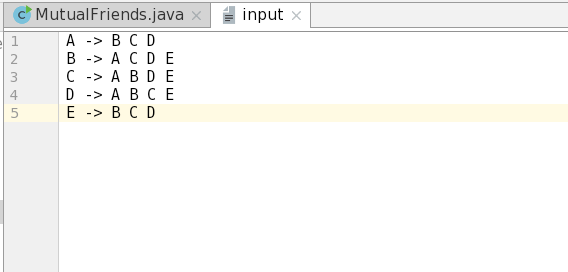 MutualFriends.java input
1 A -> B C D
2 B -> A C D E
3 C -> A B D E
4 D -> A B C E
5 E -> B C D